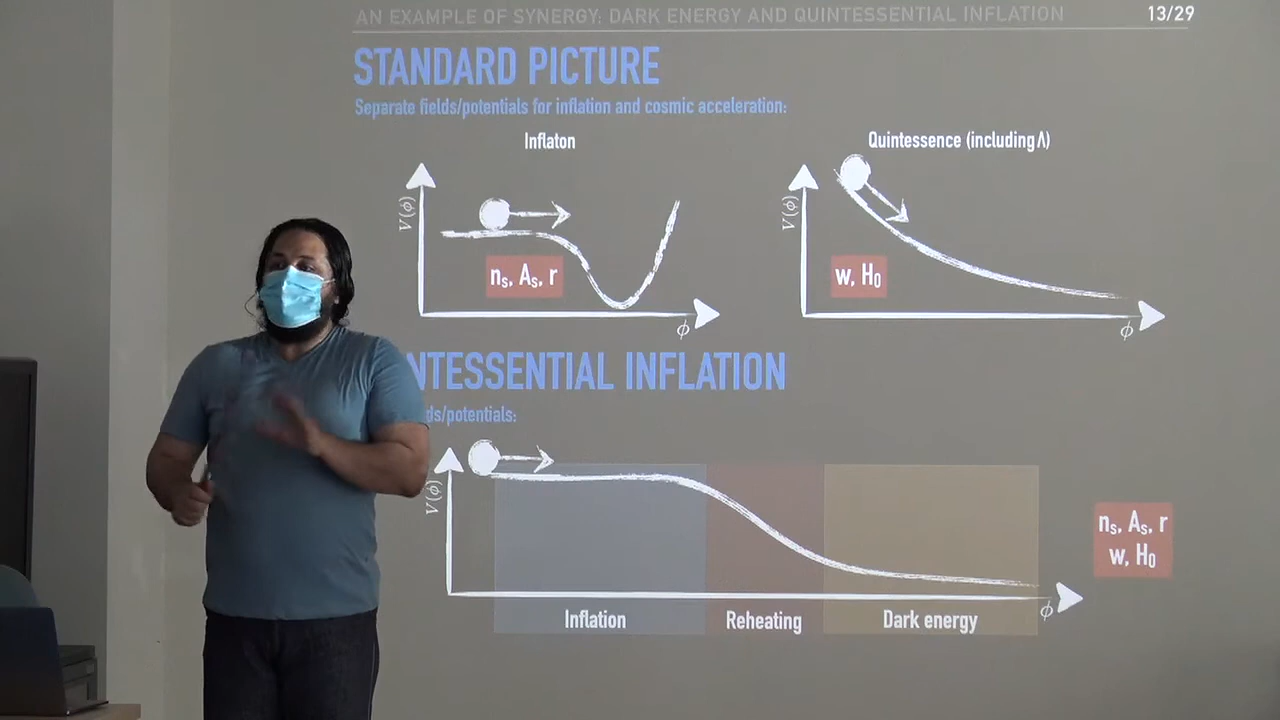 AN EXAMPLE OF SYNERGY: DARK ENERGY AND QUINTESSENTIAL INFLATION 13/29
STANDARD PICTURE
Separate fields/potentials for inflation and cosmic acceleration:
Inflaton
Quintessence (including Λ)
V(ϕ)
nₛ, Aₛ, r
ϕ
V(ϕ)
w, H₀
ϕ
NTESSENTIAL INFLATION
ds/potentials:
V(ϕ)
nₛ, Aₛ, r
w, H₀
ϕ
Inflation
Reheating
Dark energy